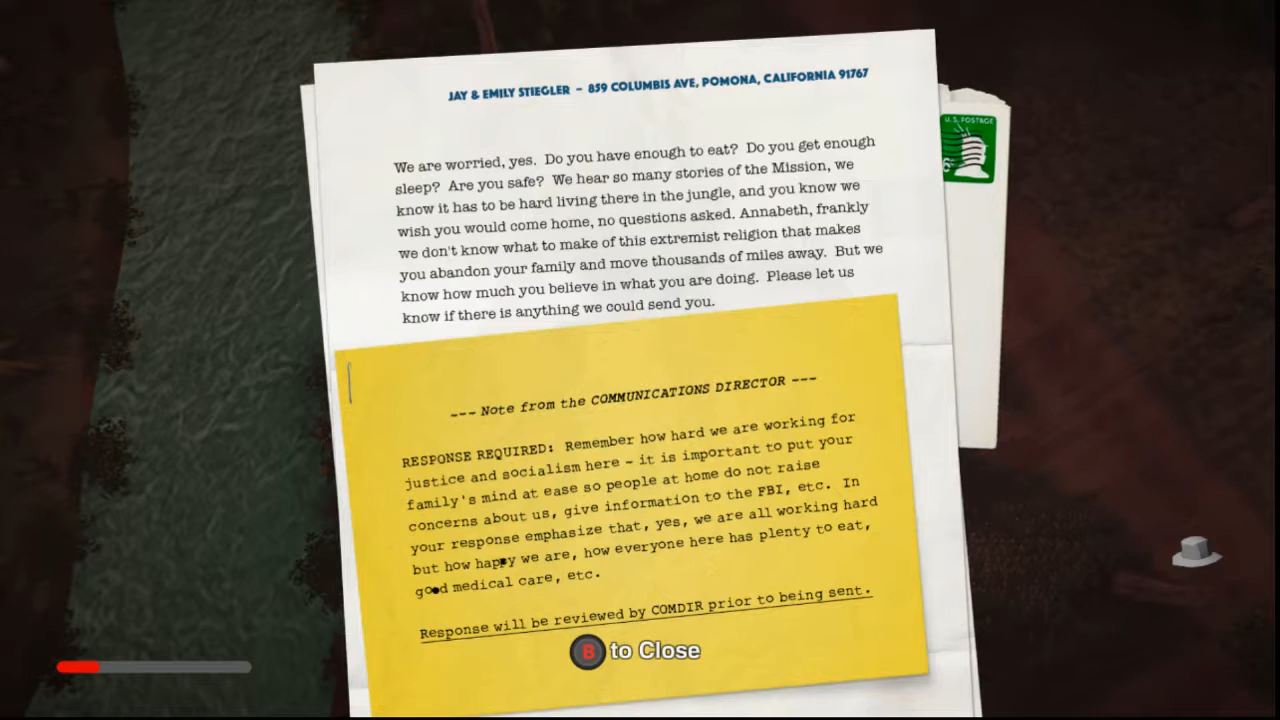 JAY & EMILY STIEGLER - 859 COLUMBIS AVE, POMONA, CALIFORNIA 91767
U.S. POSTAGE
6¢
We are worried, yes. Do you have enough to eat? Do you get enough
sleep? Are you safe? We hear so many stories of the Mission, we
know it has to be hard living there in the jungle, and you know we
wish you would come home, no questions asked. Annabeth, frankly
we don't know what to make of this extremist religion that makes
you abandon your family and move thousands of miles away. But we
know how much you believe in what you are doing. Please let us
know if there is anything we could send you.
--- Note from the COMMUNICATIONS DIRECTOR ---
RESPONSE REQUIRED: Remember how hard we are working for
justice and socialism here - it is important to put your
family's mind at ease so people at home do not raise
concerns about us, give information to the FBI, etc. In
your response emphasize that, yes, we are all working hard
but how happy we are, how everyone here has plenty to eat,
good medical care, etc.
Response will be reviewed by COMDIR prior to being sent.
B to Close